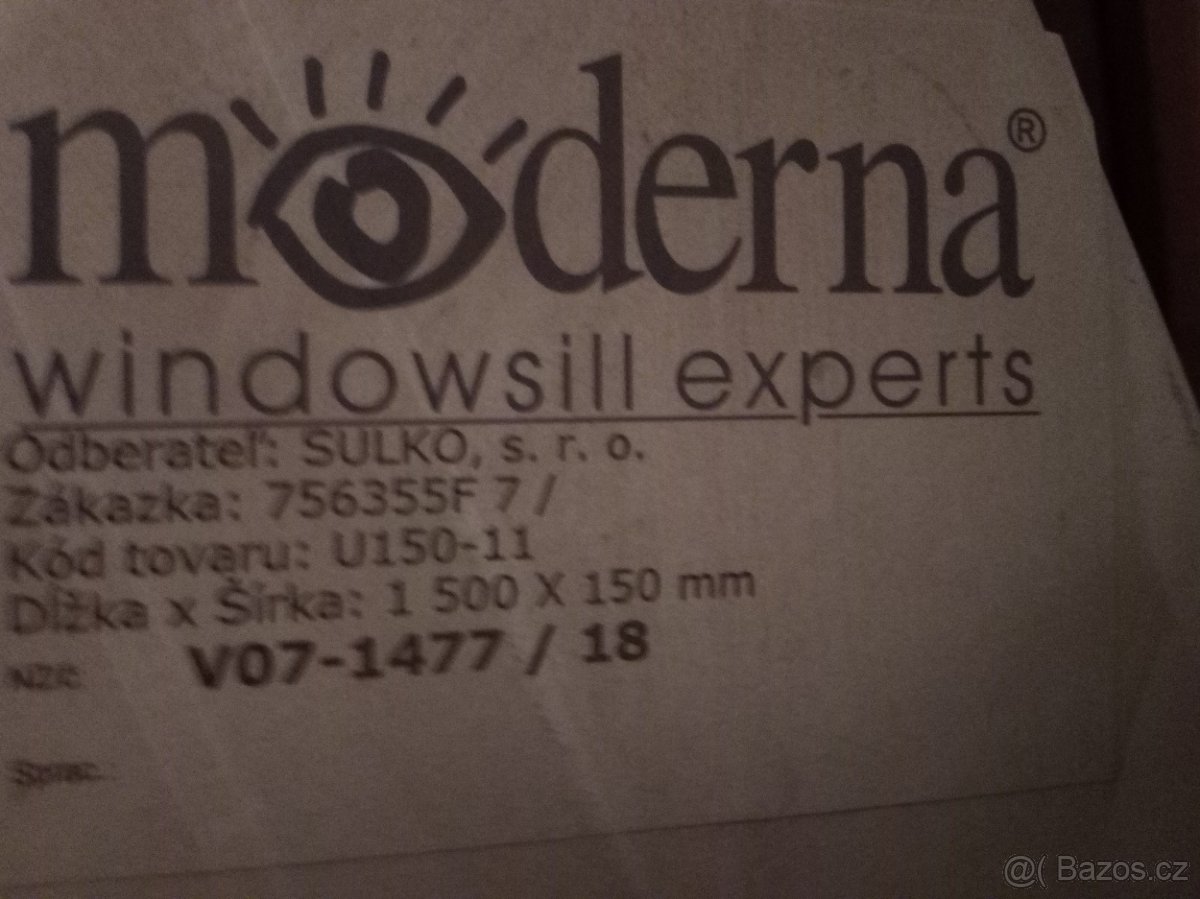 moderna®
windowsill experts
Odberateľ: SULKO, s. r. o.
Zákazka: 756355F 7 /
Kód tovaru: U150-11
Dĺžka x Šírka: 1 500 X 150 mm
V07-1477 / 18
@( Bazos.cz